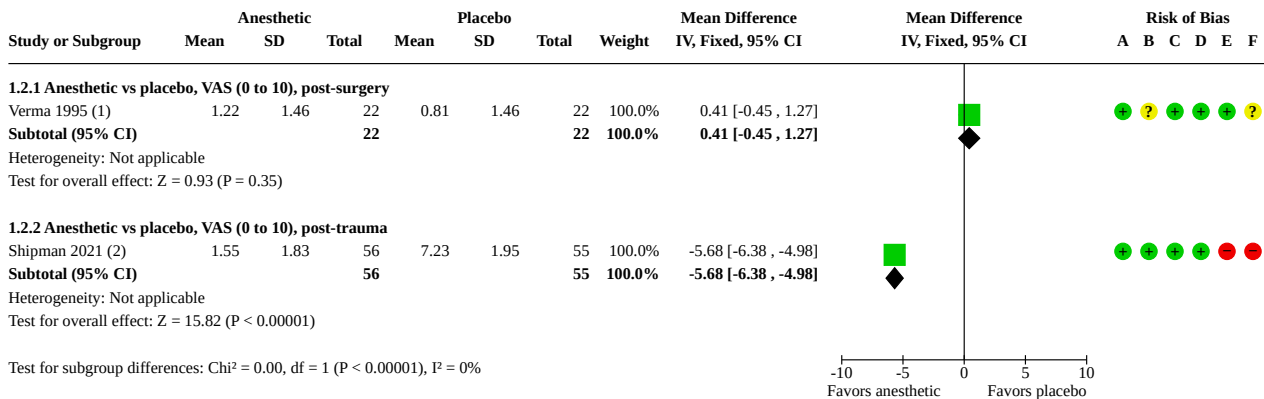 Anesthetic Placebo Mean Difference Mean Difference Risk of Bias
Study or Subgroup Mean SD Total Mean SD Total Weight IV, Fixed, 95% CI IV, Fixed, 95% CI A B C D E F
1.2.1 Anesthetic vs placebo, VAS (0 to 10), post-surgery
Verma 1995 (1) 1.22 1.46 22 0.81 1.46 22 100.0% 0.41 [-0.45 , 1.27] + ? + + + ?
Subtotal (95% CI) 22 22 100.0% 0.41 [-0.45 , 1.27]
Heterogeneity: Not applicable
Test for overall effect: Z = 0.93 (P = 0.35)
1.2.2 Anesthetic vs placebo, VAS (0 to 10), post-trauma
Shipman 2021 (2) 1.55 1.83 56 7.23 1.95 55 100.0% -5.68 [-6.38 , -4.98] + + + + − −
Subtotal (95% CI) 56 55 100.0% -5.68 [-6.38 , -4.98]
Heterogeneity: Not applicable
Test for overall effect: Z = 15.82 (P < 0.00001)
Test for subgroup differences: Chi² = 0.00, df = 1 (P < 0.00001), I² = 0%
-10 -5 0 5 10
Favors anesthetic Favors placebo